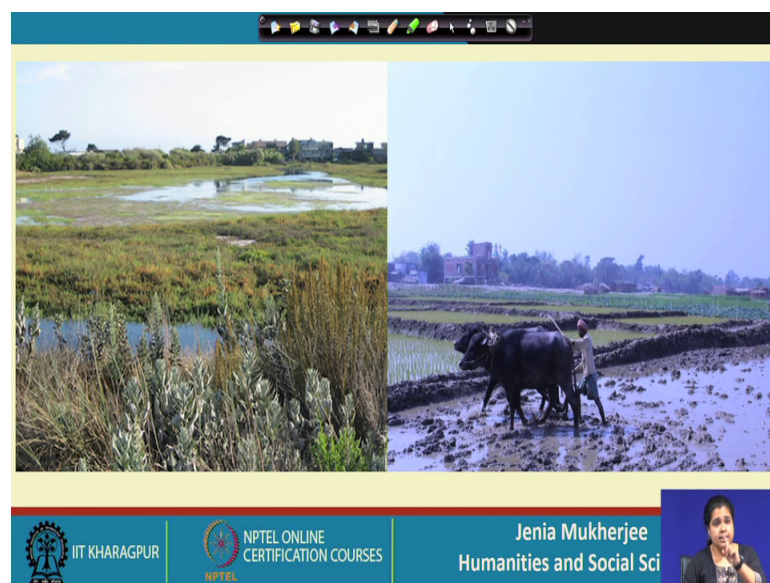 IIT KHARAGPUR
NPTEL
NPTEL ONLINE
CERTIFICATION COURSES
Jenia Mukherjee
Humanities and Social Sci